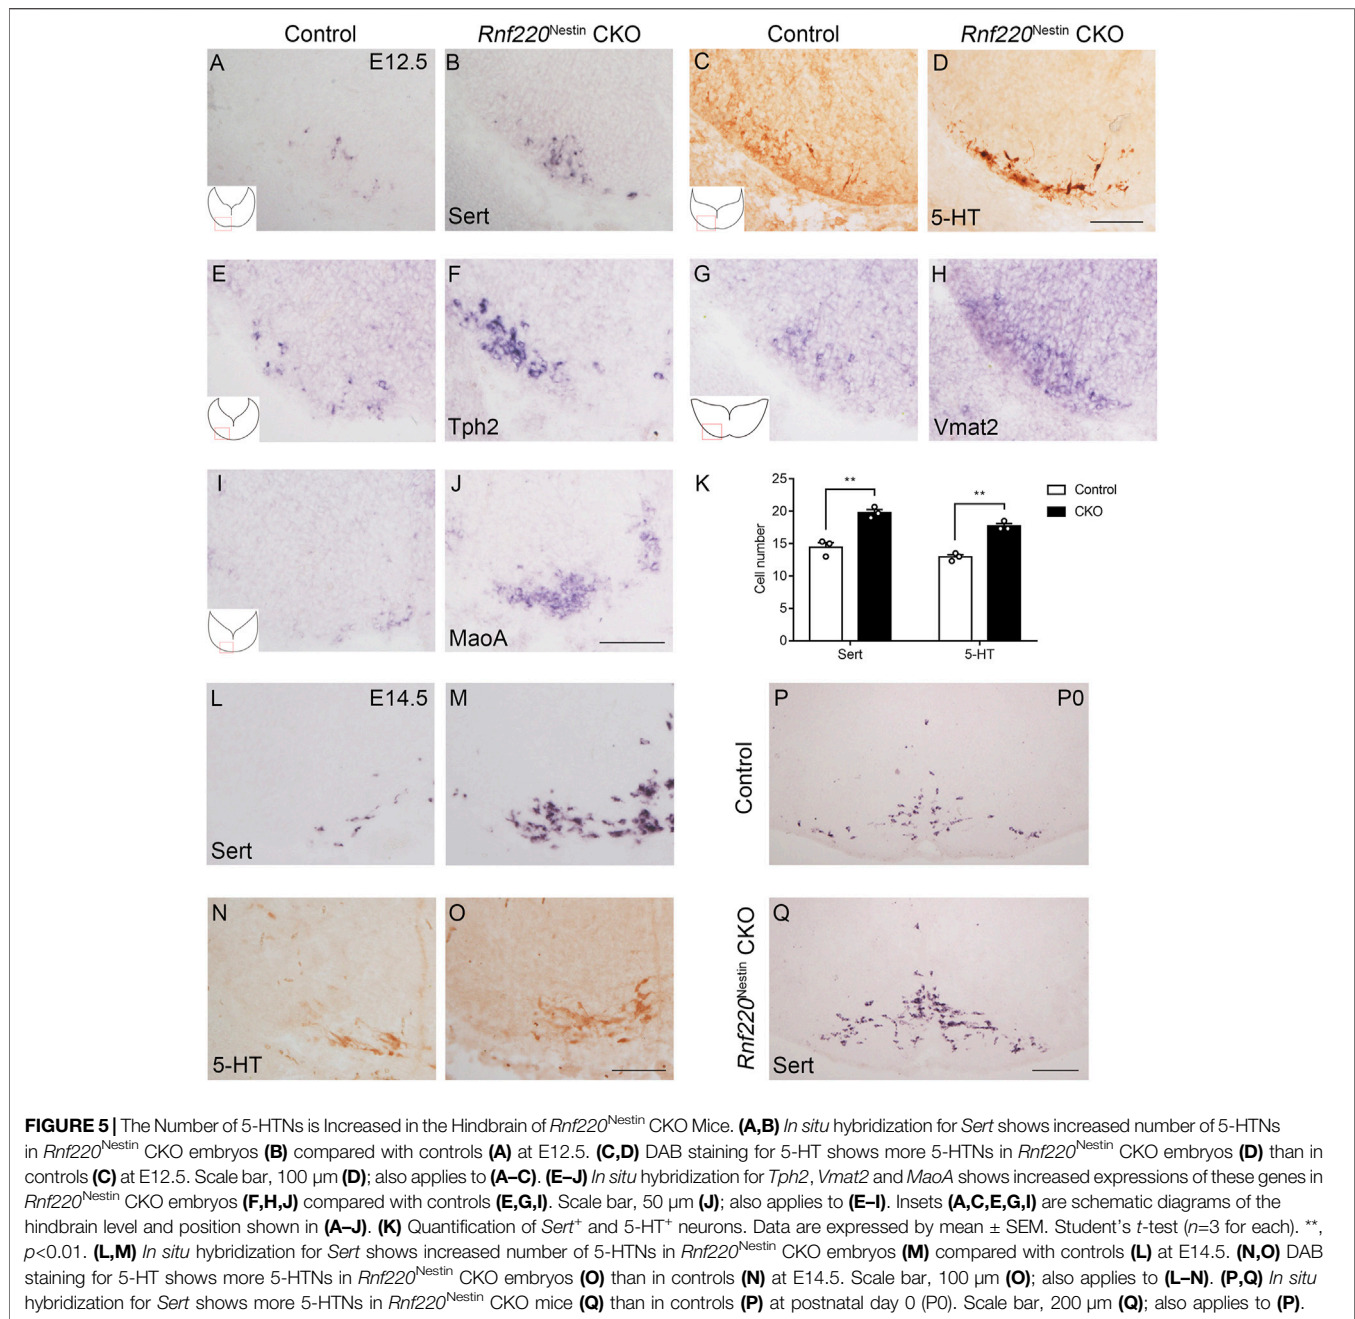 Control Rnf220Nestin CKO Control Rnf220Nestin CKO
A E12.5 B C D
Sert 5-HT
E F G H
Tph2 Vmat2
I J K
MaoA
25
20
15
10
5
0
Cell number
** **
Control
CKO
Sert 5-HT
L E14.5 M P P0
Sert
Control
N O Q
5-HT Sert
Rnf220Nestin CKO
FIGURE 5 | The Number of 5-HTNs is Increased in the Hindbrain of Rnf220Nestin CKO Mice. (A,B) In situ hybridization for Sert shows increased number of 5-HTNs
in Rnf220Nestin CKO embryos (B) compared with controls (A) at E12.5. (C,D) DAB staining for 5-HT shows more 5-HTNs in Rnf220Nestin CKO embryos (D) than in
controls (C) at E12.5. Scale bar, 100 μm (D); also applies to (A–C). (E–J) In situ hybridization for Tph2, Vmat2 and MaoA shows increased expressions of these genes in
Rnf220Nestin CKO embryos (F,H,J) compared with controls (E,G,I). Scale bar, 50 μm (J); also applies to (E–I). Insets (A,C,E,G,I) are schematic diagrams of the
hindbrain level and position shown in (A–J). (K) Quantification of Sert+ and 5-HT+ neurons. Data are expressed by mean ± SEM. Student's t-test (n=3 for each). **,
p<0.01. (L,M) In situ hybridization for Sert shows increased number of 5-HTNs in Rnf220Nestin CKO embryos (M) compared with controls (L) at E14.5. (N,O) DAB
staining for 5-HT shows more 5-HTNs in Rnf220Nestin CKO embryos (O) than in controls (N) at E14.5. Scale bar, 100 μm (O); also applies to (L–N). (P,Q) In situ
hybridization for Sert shows more 5-HTNs in Rnf220Nestin CKO mice (Q) than in controls (P) at postnatal day 0 (P0). Scale bar, 200 μm (Q); also applies to (P).